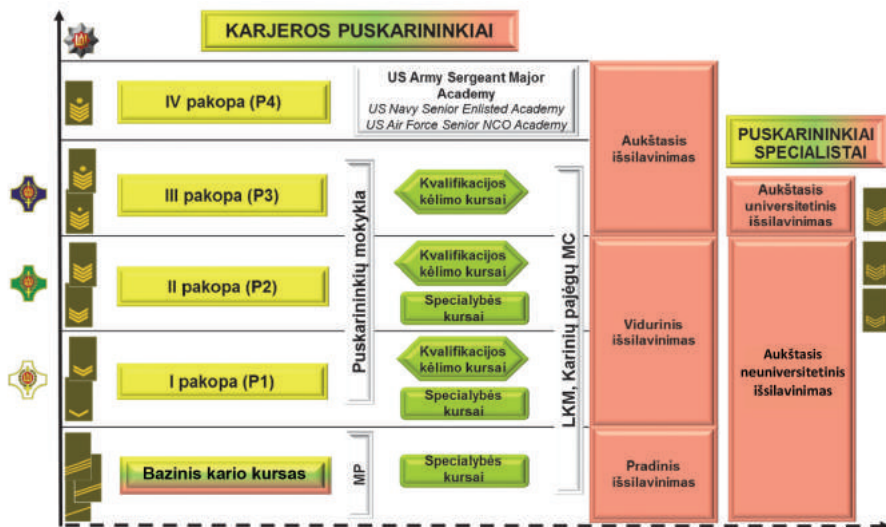 KARJEROS PUSKARININKIAI
IV pakopa (P4)
US Army Sergeant Major
Academy
US Navy Senior Enlisted Academy
US Air Force Senior NCO Academy
Aukštasis
išsilavinimas
PUSKARININKIAI
SPECIALISTAI
III pakopa (P3)
Puskarininkių mokykla
Kvalifikacijos
kėlimo kursai
LKM, Karinių pajėgų MC
Aukštasis
universitetinis
išsilavinimas
II pakopa (P2)
Kvalifikacijos
kėlimo kursai
Specialybės
kursai
Vidurinis
išsilavinimas
Aukštasis
neuniversitetinis
išsilavinimas
I pakopa (P1)
Kvalifikacijos
kėlimo kursai
Specialybės
kursai
Bazinis kario kursas
MP
Specialybės
kursai
Pradinis
išsilavinimas